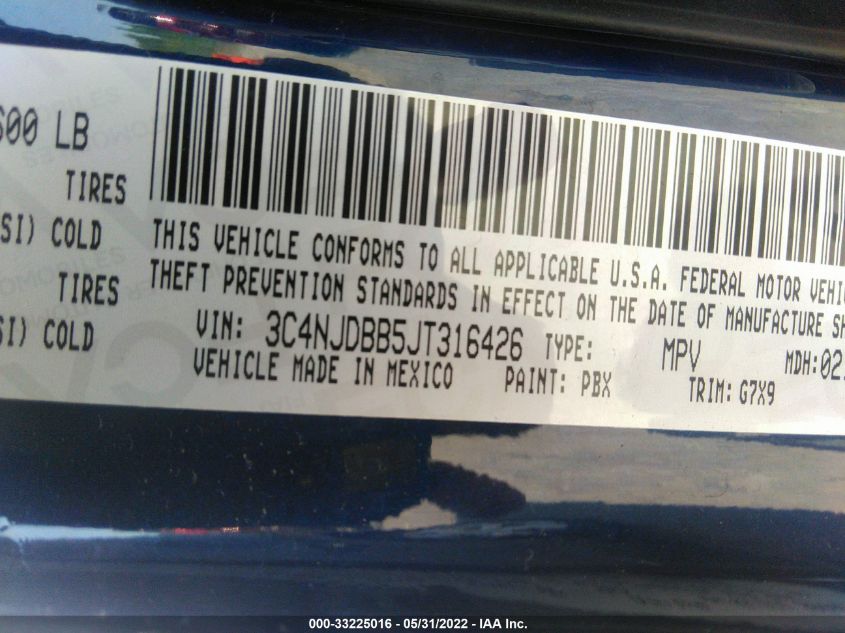 600 LB
TIRES
SI) COLD
TIRES
SI) COLD
THIS VEHICLE CONFORMS TO ALL APPLICABLE U.S.A. FEDERAL MOTOR VEHI
THEFT PREVENTION STANDARDS IN EFFECT ON THE DATE OF MANUFACTURE SH
VIN: 3C4NJDBB5JT316426 TYPE: MPV MDH:02
VEHICLE MADE IN MEXICO PAINT: PBX TRIM: G7X9
000-33225016 - 05/31/2022 - IAA Inc.